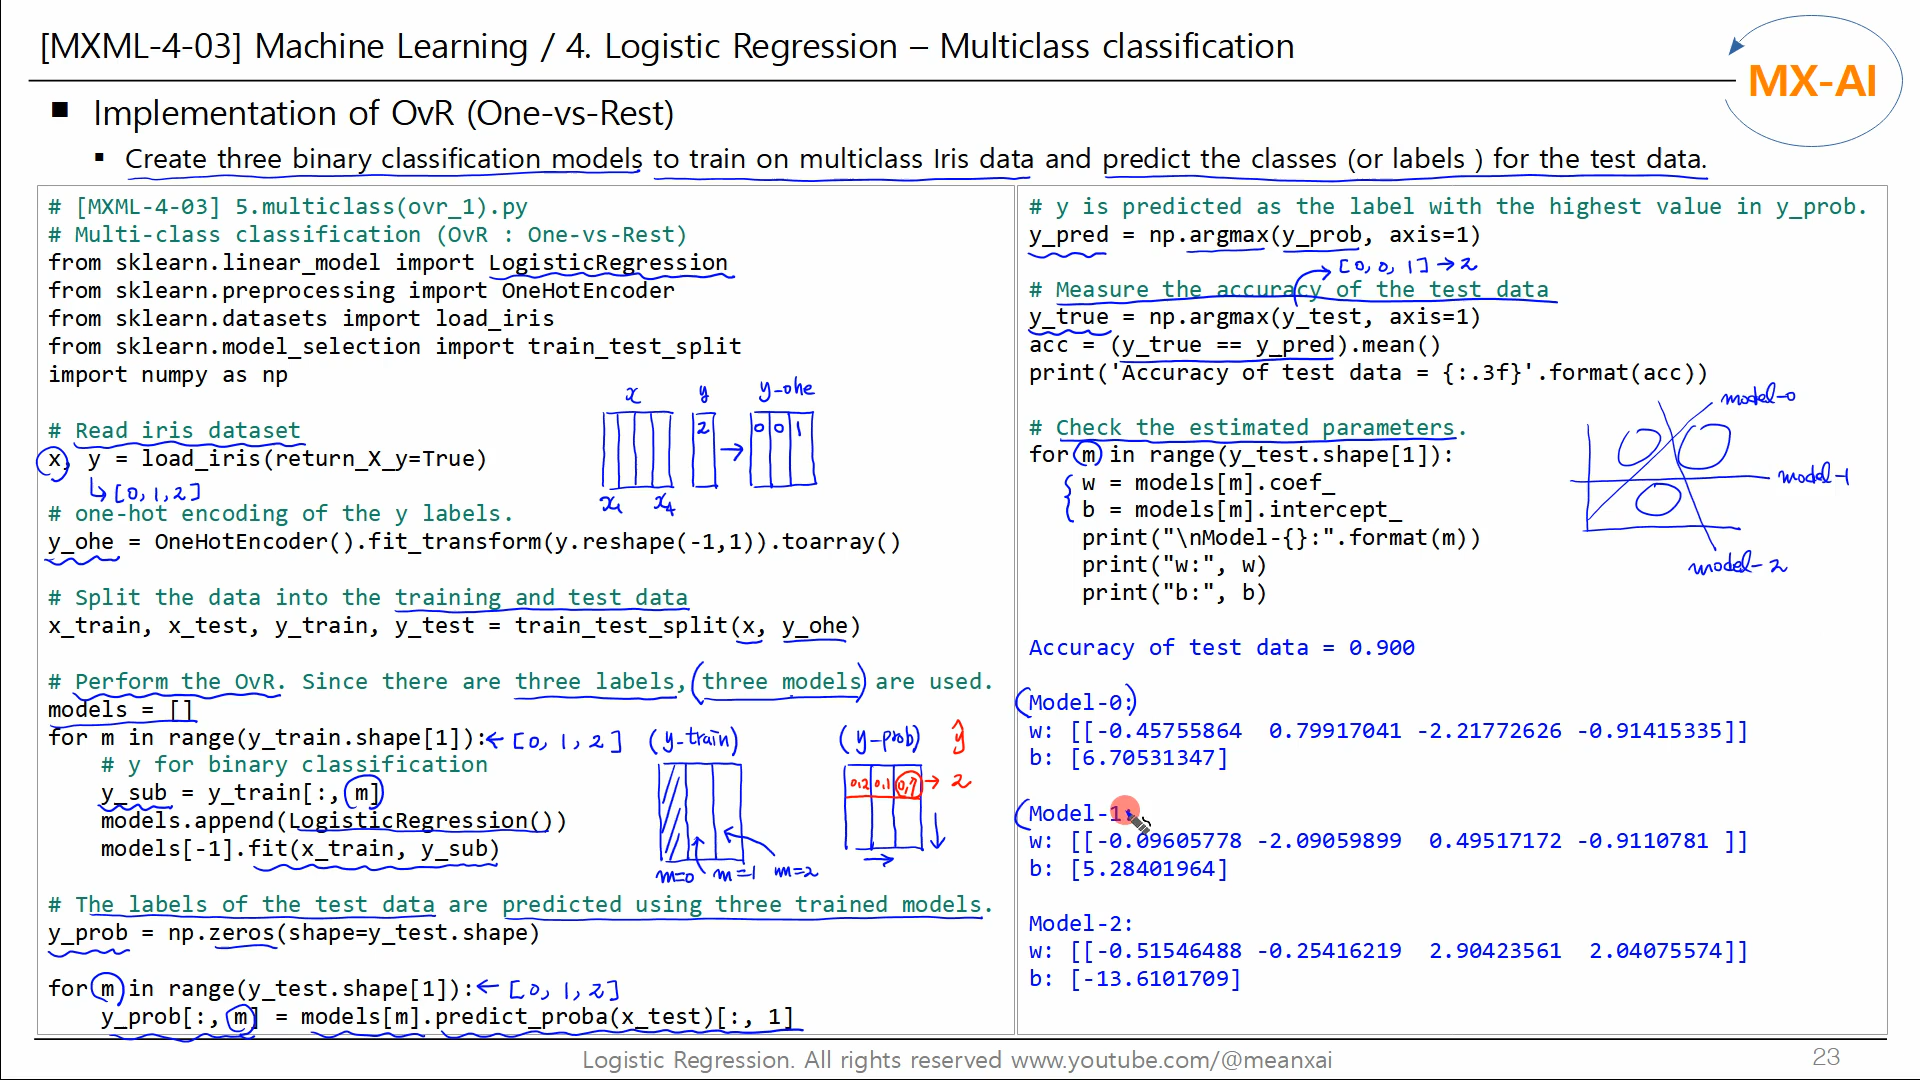 [MXML-4-03] Machine Learning / 4. Logistic Regression – Multiclass classification
MX-AI
■ Implementation of OvR (One-vs-Rest)
▪ Create three binary classification models to train on multiclass Iris data and predict the classes (or labels ) for the test data.
# [MXML-4-03] 5.multiclass(ovr_1).py
# Multi-class classification (OvR : One-vs-Rest)
from sklearn.linear_model import LogisticRegression
from sklearn.preprocessing import OneHotEncoder
from sklearn.datasets import load_iris
from sklearn.model_selection import train_test_split
import numpy as np
x y y-ohe
2 0 0 1
x1 x4
# Read iris dataset
x, y = load_iris(return_X_y=True)
[0, 1, 2]
# one-hot encoding of the y labels.
y_ohe = OneHotEncoder().fit_transform(y.reshape(-1,1)).toarray()
# Split the data into the training and test data
x_train, x_test, y_train, y_test = train_test_split(x, y_ohe)
# Perform the OvR. Since there are three labels, three models are used.
models = []
for m in range(y_train.shape[1]): ← [0, 1, 2]
# y for binary classification
y_sub = y_train[:, m]
models.append(LogisticRegression())
models[-1].fit(x_train, y_sub)
(y-train)
m=0 m=1 m=2
(y-prob) ŷ
0.2 0.1 0.7 → 2
# The labels of the test data are predicted using three trained models.
y_prob = np.zeros(shape=y_test.shape)
for m in range(y_test.shape[1]): ← [0, 1, 2]
y_prob[:, m] = models[m].predict_proba(x_test)[:, 1]
# y is predicted as the label with the highest value in y_prob.
y_pred = np.argmax(y_prob, axis=1)
[0, 0, 1] → 2
# Measure the accuracy of the test data
y_true = np.argmax(y_test, axis=1)
acc = (y_true == y_pred).mean()
print('Accuracy of test data = {:.3f}'.format(acc))
# Check the estimated parameters.
for m in range(y_test.shape[1]):
w = models[m].coef_
b = models[m].intercept_
print("\nModel-{}:".format(m))
print("w:", w)
print("b:", b)
model-0
model-1
model-2
Accuracy of test data = 0.900
Model-0:
w: [[-0.45755864 0.79917041 -2.21772626 -0.91415335]]
b: [6.70531347]
Model-1:
w: [[-0.09605778 -2.09059899 0.49517172 -0.9110781 ]]
b: [5.28401964]
Model-2:
w: [[-0.51546488 -0.25416219 2.90423561 2.04075574]]
b: [-13.6101709]
Logistic Regression. All rights reserved www.youtube.com/@meanxai
23